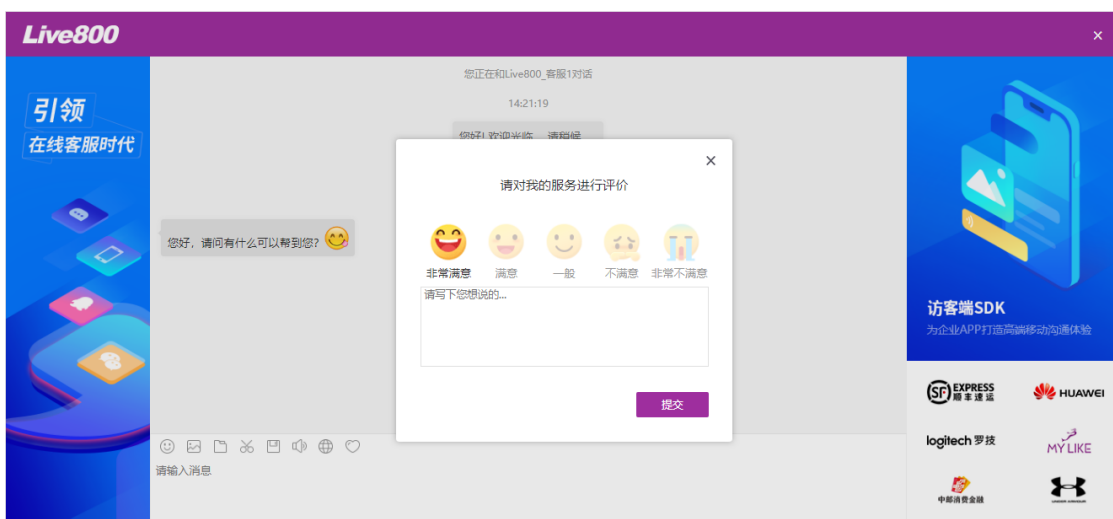 Live800
引领
在线客服时代
您正在和Live800_客服1对话
14:21:19
您好! 欢迎光临 请稍候
您好，请问有什么可以帮到您?
请对我的服务进行评价
非常满意 满意 一般 不满意 非常不满意
请写下您想说的...
提交
请输入消息
访客端SDK
为企业APP打造高端移动沟通体验
SF EXPRESS
顺丰速运
HUAWEI
logitech 罗技
MYLIKE
中邮消费金融